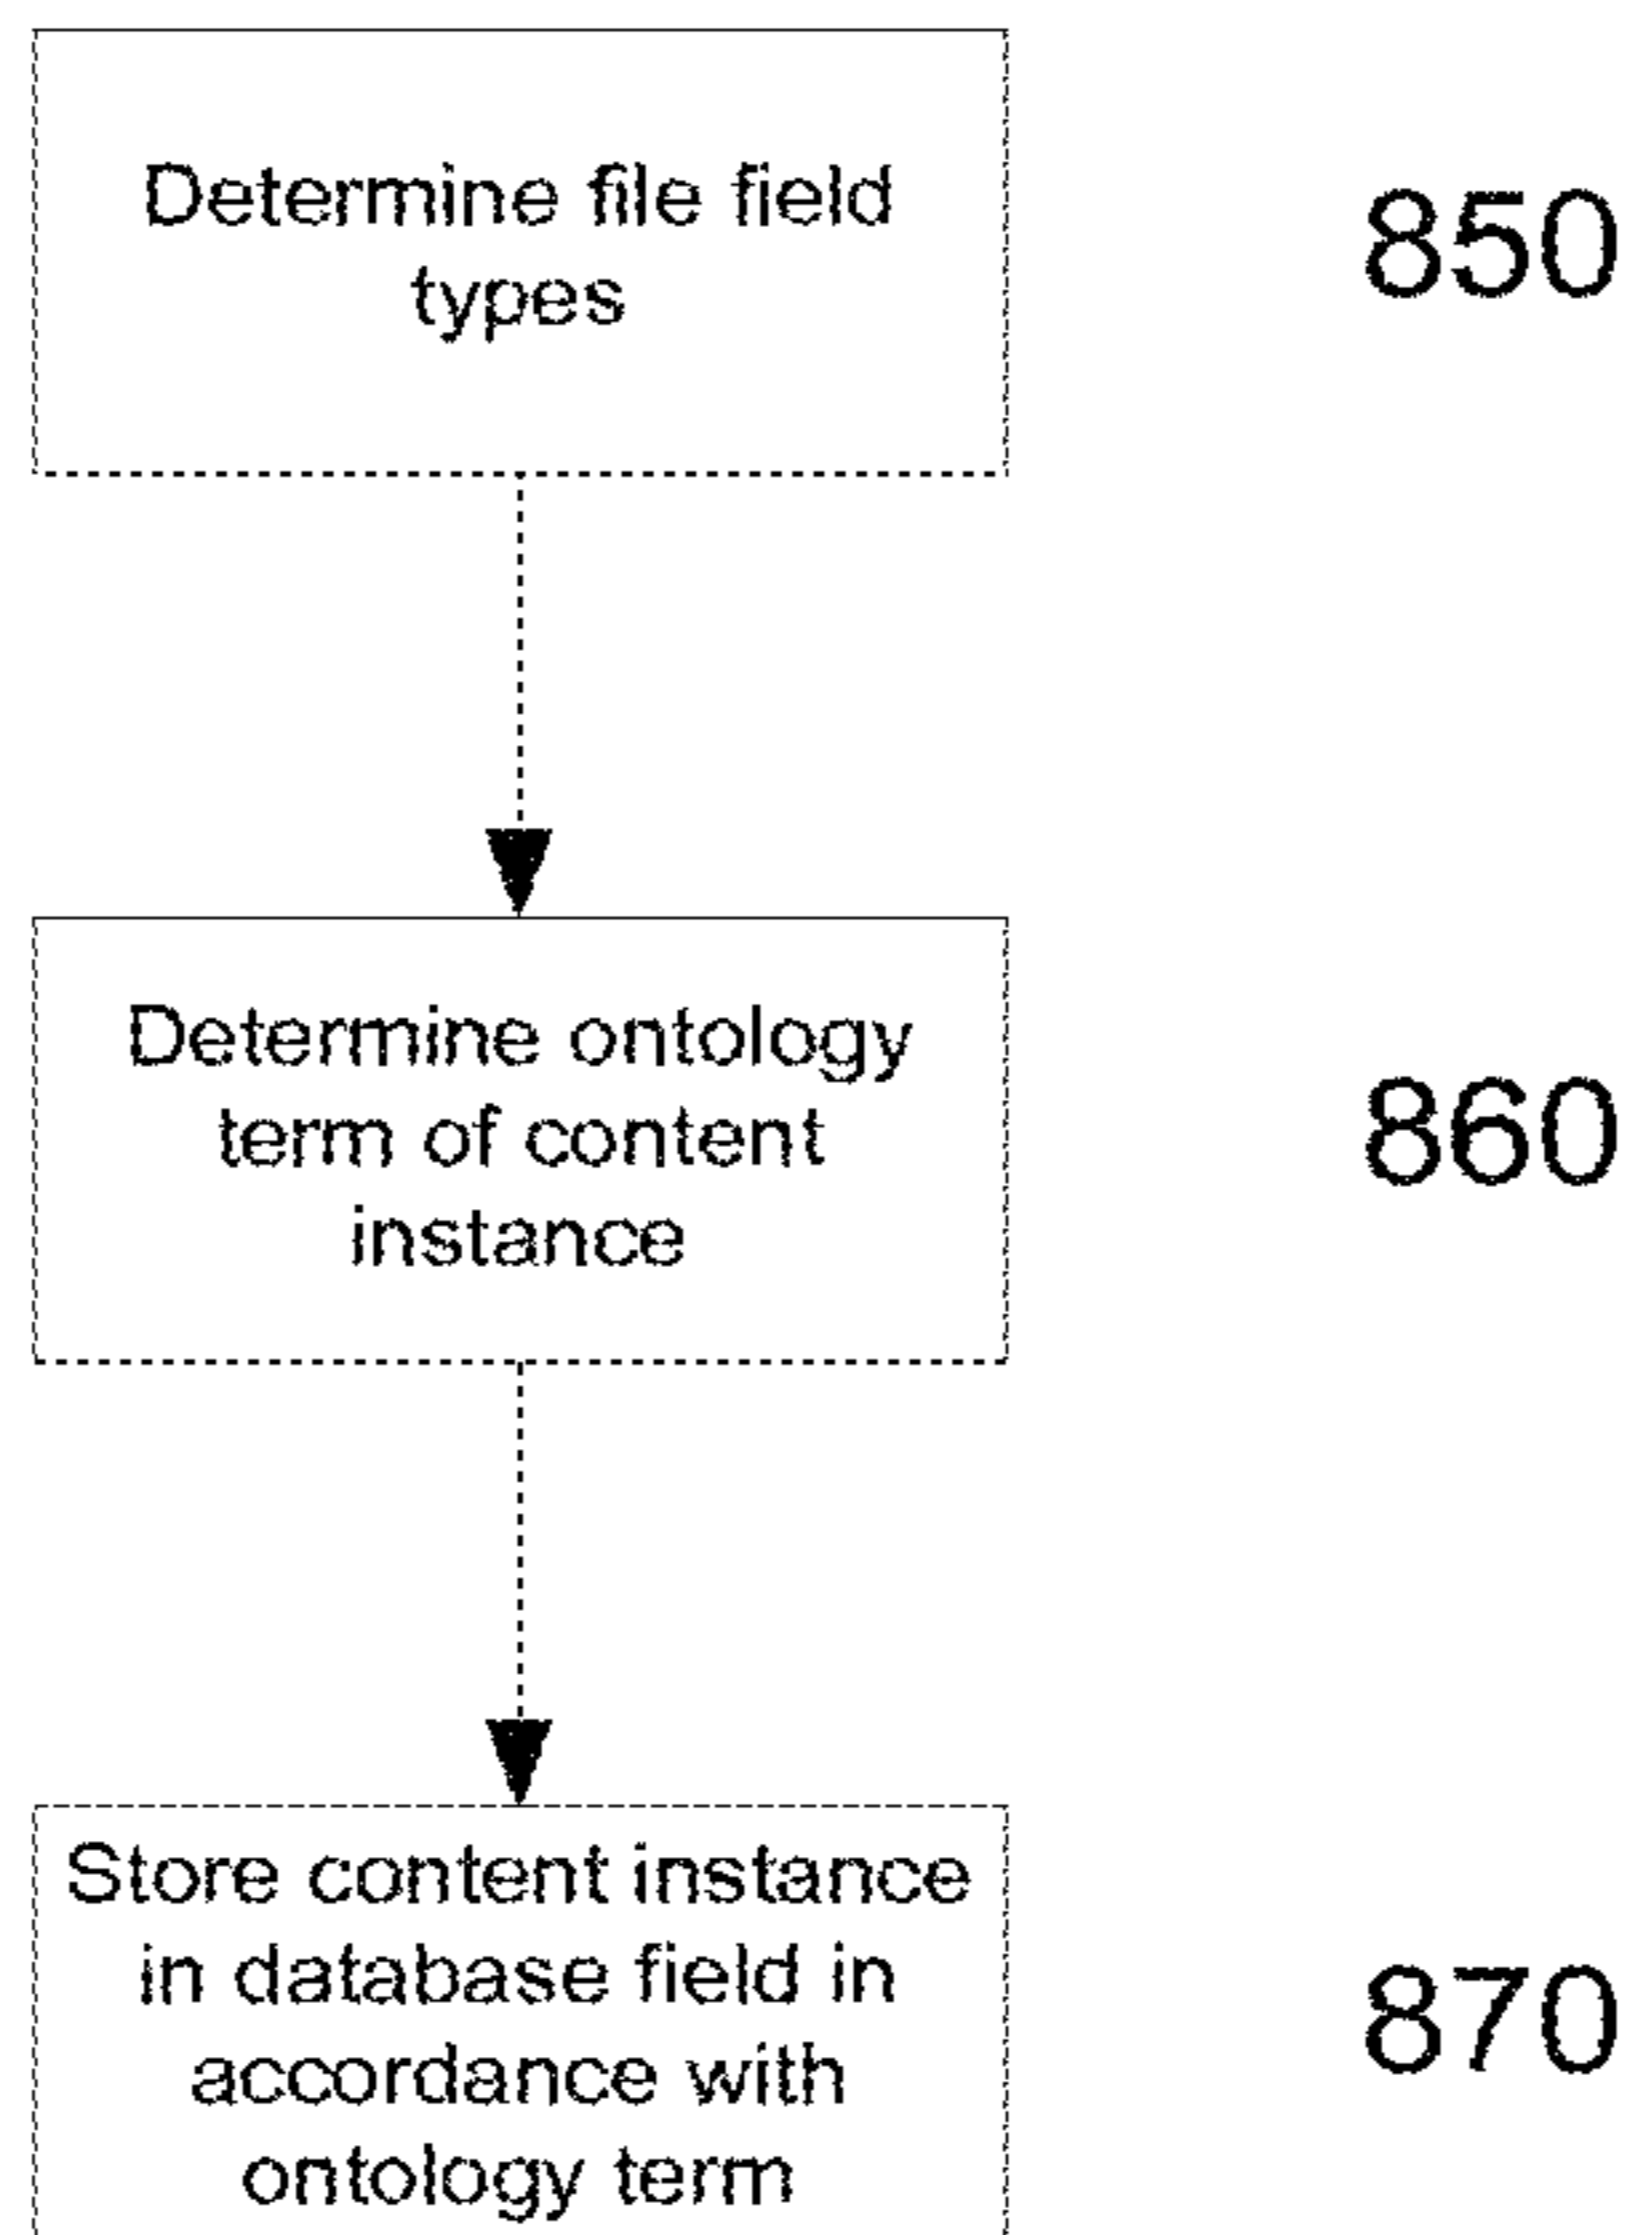 Determine file field
types
850
Determine ontology
term of content
instance
860
Store content instance
in database field in
accordance with
ontology term
870